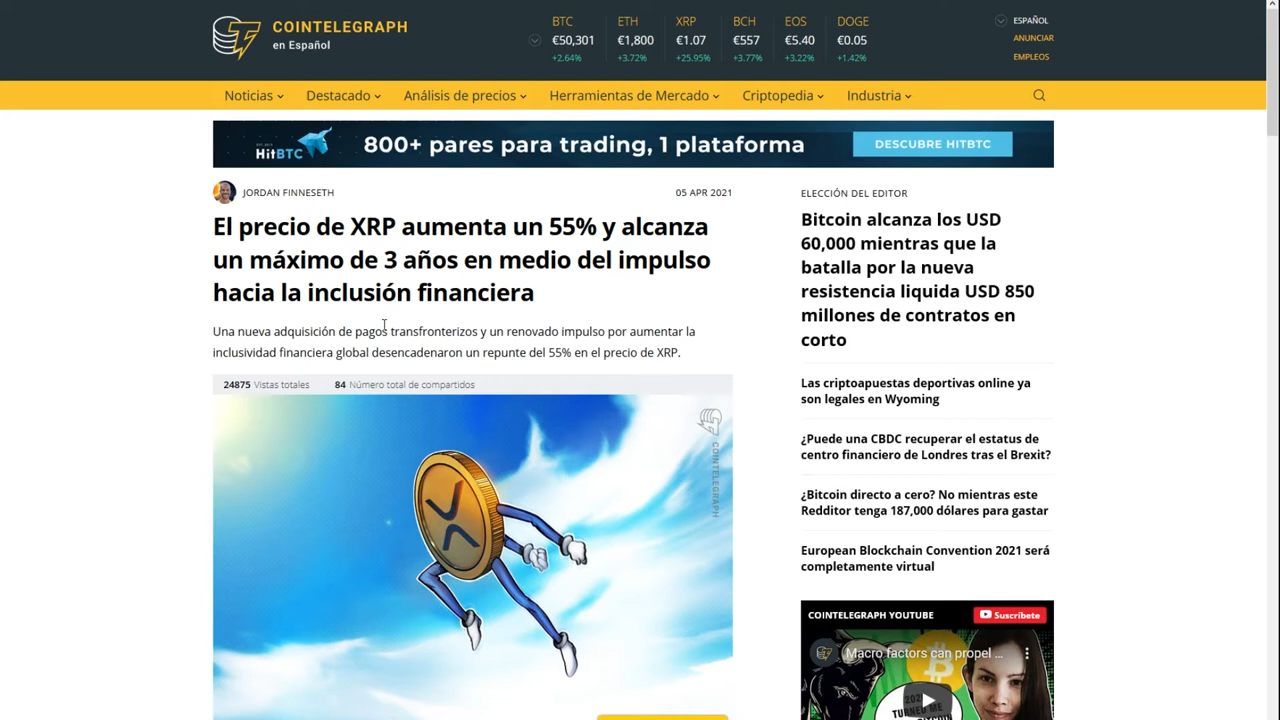 COINTELEGRAPH
en Español
BTC
€50,301
+2.64%
ETH
€1,800
+3.72%
XRP
€1.07
+25.95%
BCH
€557
+3.77%
EOS
€5.40
+3.22%
DOGE
€0.05
+1.42%
ESPAÑOL
ANUNCIAR
EMPLEOS
Noticias
Destacado
Análisis de precios
Herramientas de Mercado
Criptopedia
Industria
HitBTC
800+ pares para trading, 1 plataforma
DESCUBRE HITBTC
JORDAN FINNESETH
05 APR 2021
El precio de XRP aumenta un 55% y alcanza
un máximo de 3 años en medio del impulso
hacia la inclusión financiera
Una nueva adquisición de pagos transfronterizos y un renovado impulso por aumentar la
inclusividad financiera global desencadenaron un repunte del 55% en el precio de XRP.
24875 Vistas totales
84 Número total de compartidos
COINTELEGRAPH
ELECCIÓN DEL EDITOR
Bitcoin alcanza los USD
60,000 mientras que la
batalla por la nueva
resistencia liquida USD 850
millones de contratos en
corto
Las criptoapuestas deportivas online ya
son legales en Wyoming
¿Puede una CBDC recuperar el estatus de
centro financiero de Londres tras el Brexit?
¿Bitcoin directo a cero? No mientras este
Redditor tenga 187,000 dólares para gastar
European Blockchain Convention 2021 será
completamente virtual
COINTELEGRAPH YOUTUBE
Suscríbete
Macro factors can propel ...
TURNED ME